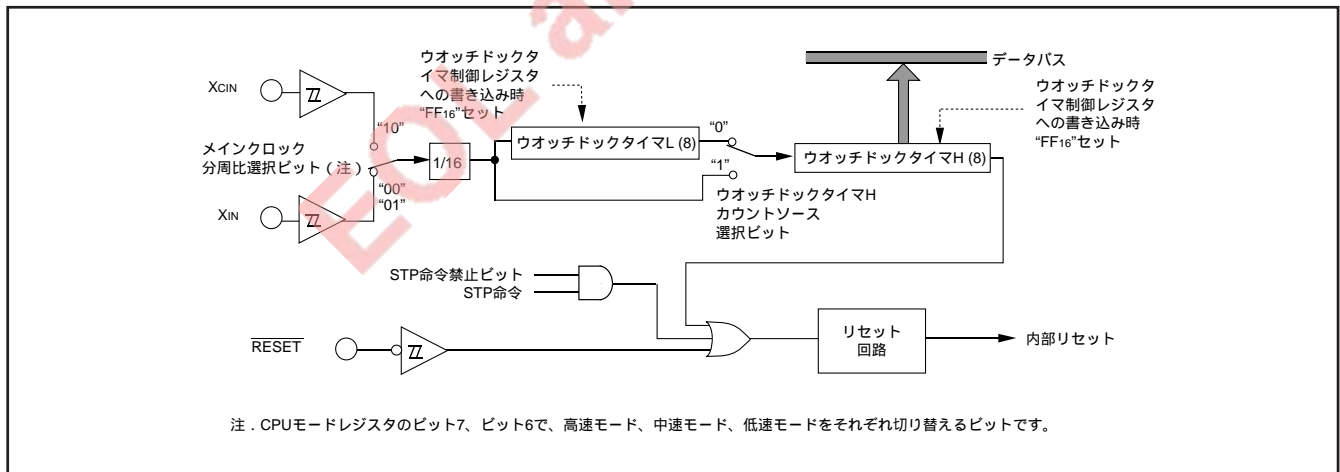 ウオッチドックタ
イマ制御レジスタ
への書き込み時
“FF16”セット
データバス
ウオッチドックタ
イマ制御レジスタ
への書き込み時
“FF16”セット
XCIN
“10”
メインクロック
分周比選択ビット（注）
1/16
ウオッチドックタイマL (8)
“0”
“1”
ウオッチドックタイマH (8)
“00”
“01”
ウオッチドックタイマH
カウントソース
選択ビット
XIN
STP命令禁止ビット
STP命令
RESET
リセット
回路
内部リセット
注．CPUモードレジスタのビット7、ビット6で、高速モード、中速モード、低速モードをそれぞれ切り替えるビットです。
EOL a